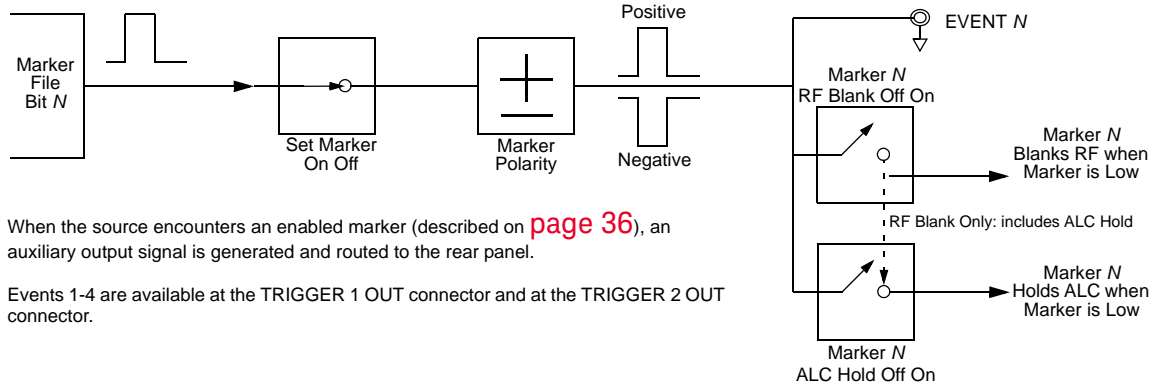 Marker
File
Bit N
Set Marker
On Off
Marker
Polarity
Positive
Negative
EVENT N
Marker N
RF Blank Off On
Marker N
Blanks RF when
Marker is Low
RF Blank Only: includes ALC Hold
Marker N
Holds ALC when
Marker is Low
Marker N
ALC Hold Off On
When the source encounters an enabled marker (described on page 36), an
auxiliary output signal is generated and routed to the rear panel.
Events 1-4 are available at the TRIGGER 1 OUT connector and at the TRIGGER 2 OUT
connector.